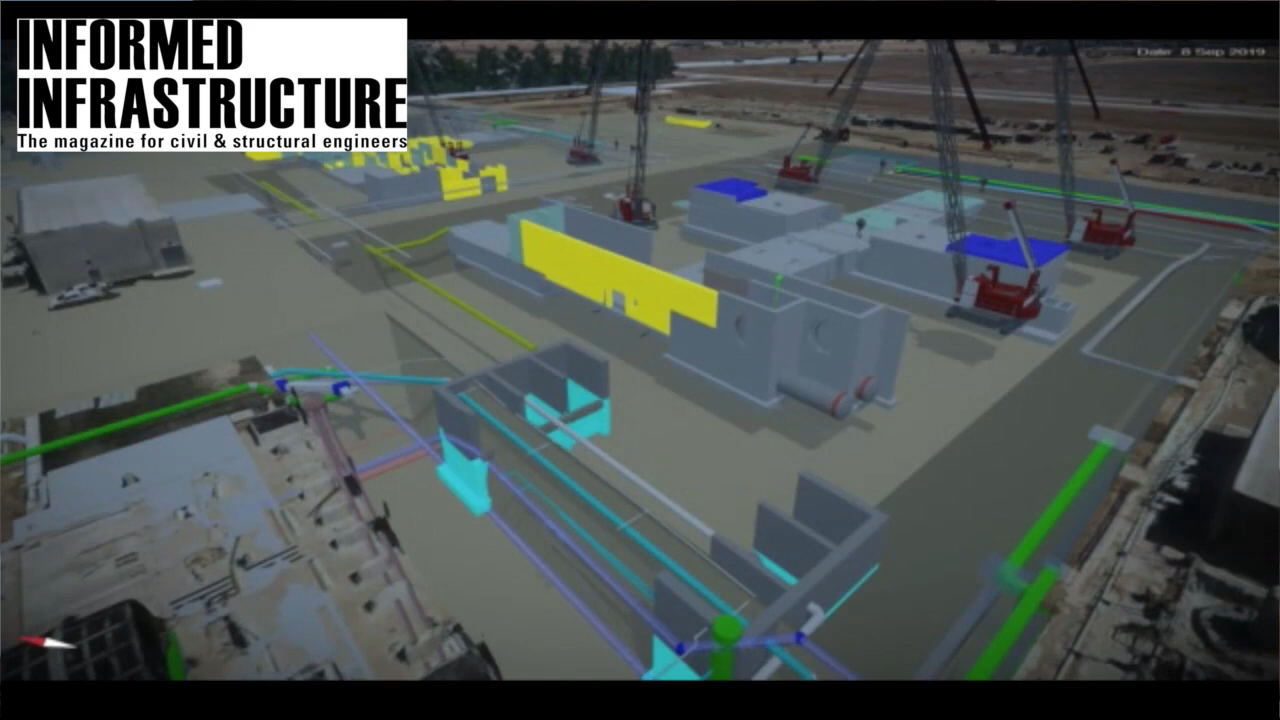 INFORMED
INFRASTRUCTURE
The magazine for civil & structural engineers
Date: 8 Sep 2019